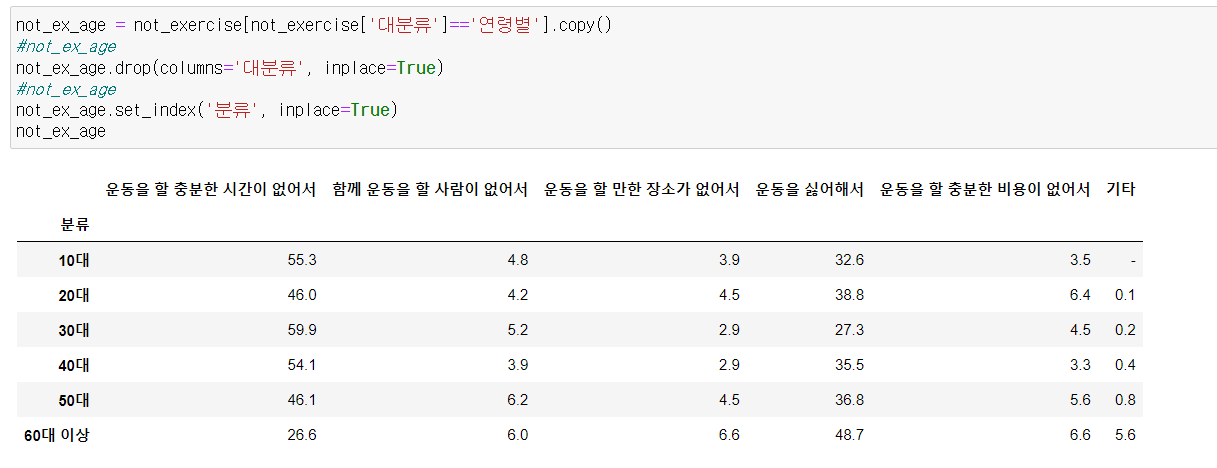 not_ex_age = not_exercise[not_exercise['대분류']=='연령별'].copy()
#not_ex_age
not_ex_age.drop(columns='대분류', inplace=True)
#not_ex_age
not_ex_age.set_index('분류', inplace=True)
not_ex_age
운동을 할 충분한 시간이 없어서 함께 운동을 할 사람이 없어서 운동을 할 만한 장소가 없어서 운동을 싫어해서 운동을 할 충분한 비용이 없어서 기타
분류
10대 55.3 4.8 3.9 32.6 3.5 -
20대 46.0 4.2 4.5 38.8 6.4 0.1
30대 59.9 5.2 2.9 27.3 4.5 0.2
40대 54.1 3.9 2.9 35.5 3.3 0.4
50대 46.1 6.2 4.5 36.8 5.6 0.8
60대 이상 26.6 6.0 6.6 48.7 6.6 5.6